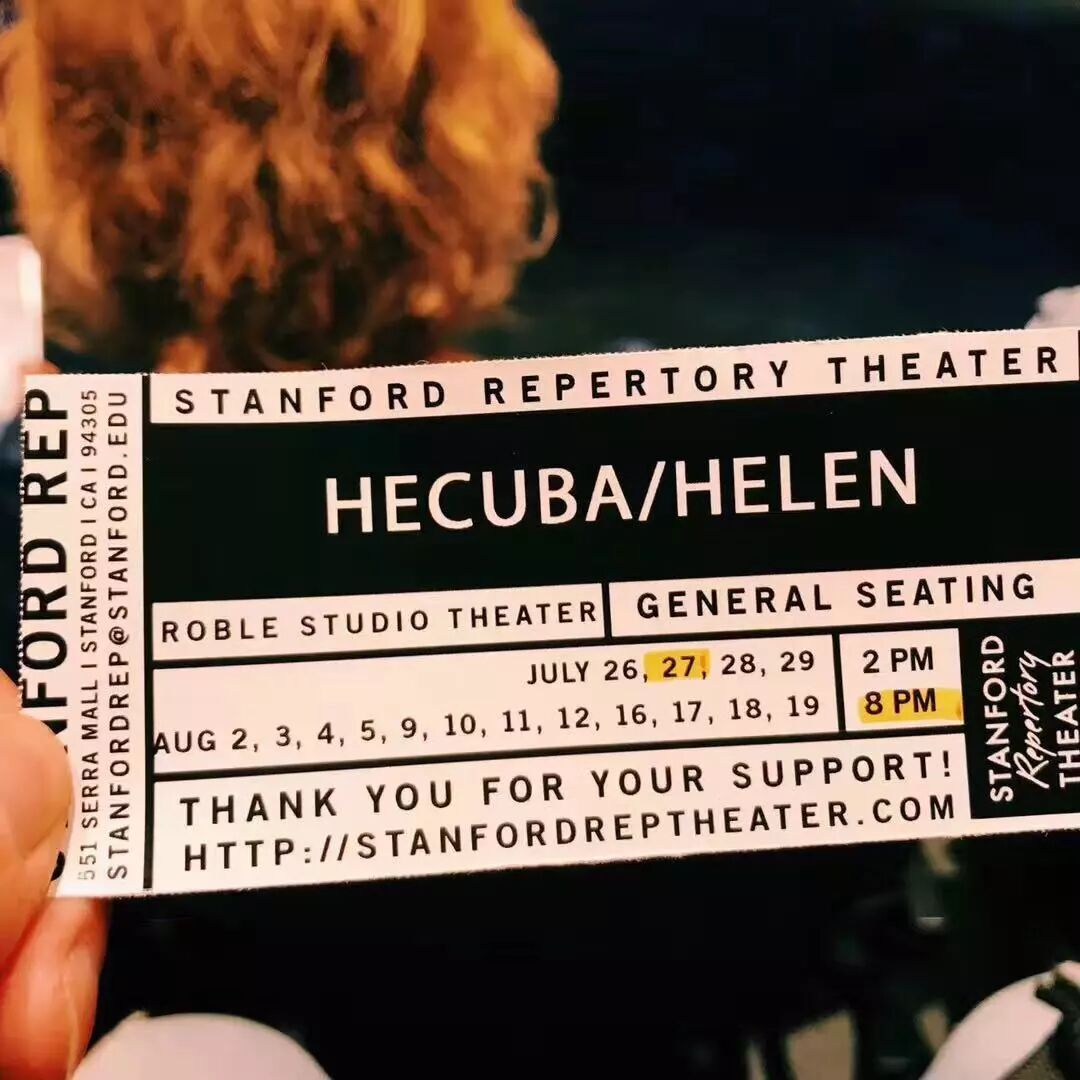 STANFORD REPERTORY THEATER
HECUBA/HELEN
ROBLE STUDIO THEATER
GENERAL SEATING
JULY 26, 27, 28, 29
AUG 2, 3, 4, 5, 9, 10, 11, 12, 16, 17, 18, 19
2 PM
8 PM
THANK YOU FOR YOUR SUPPORT!
HTTP://STANFORDREPTHEATER.COM
NFORD REP
551 SERRA MALL I STANFORD I CA I 94305
STANFORDREP@STANFORD.EDU
STANFORD
Repertory
THEATER